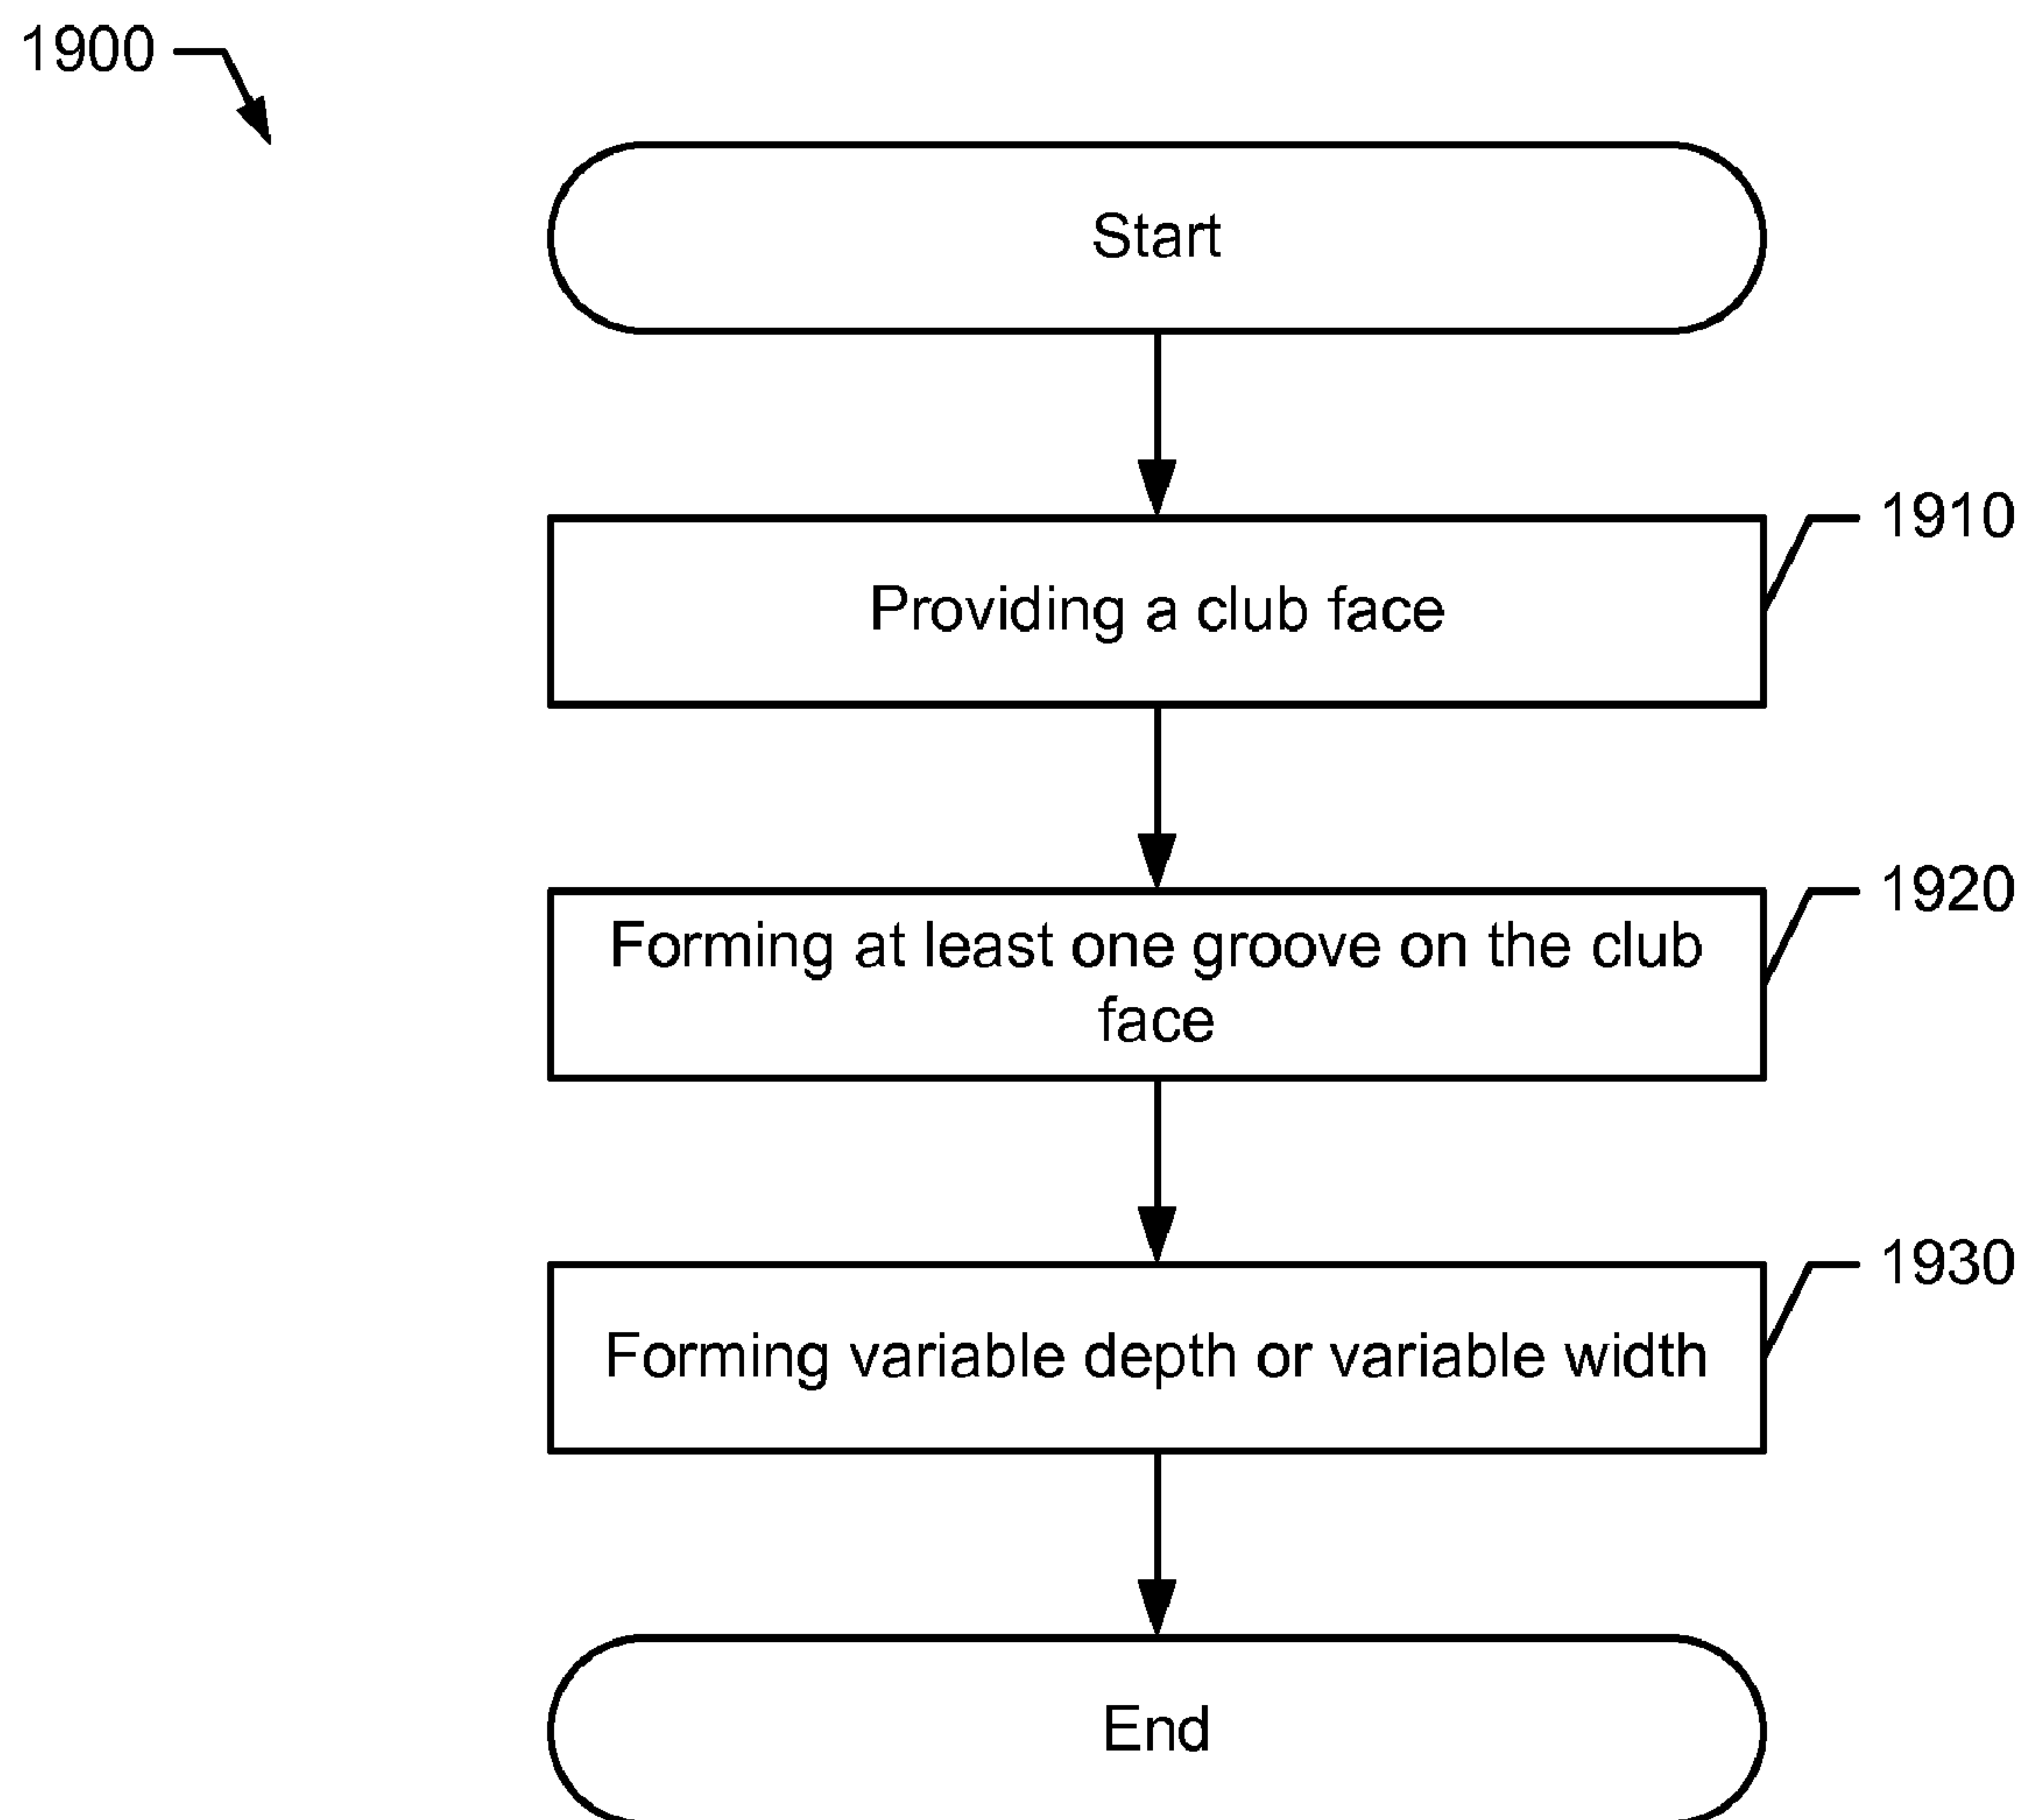 1900
Start
1910
Providing a club face
1920
Forming at least one groove on the club
face
1930
Forming variable depth or variable width
End